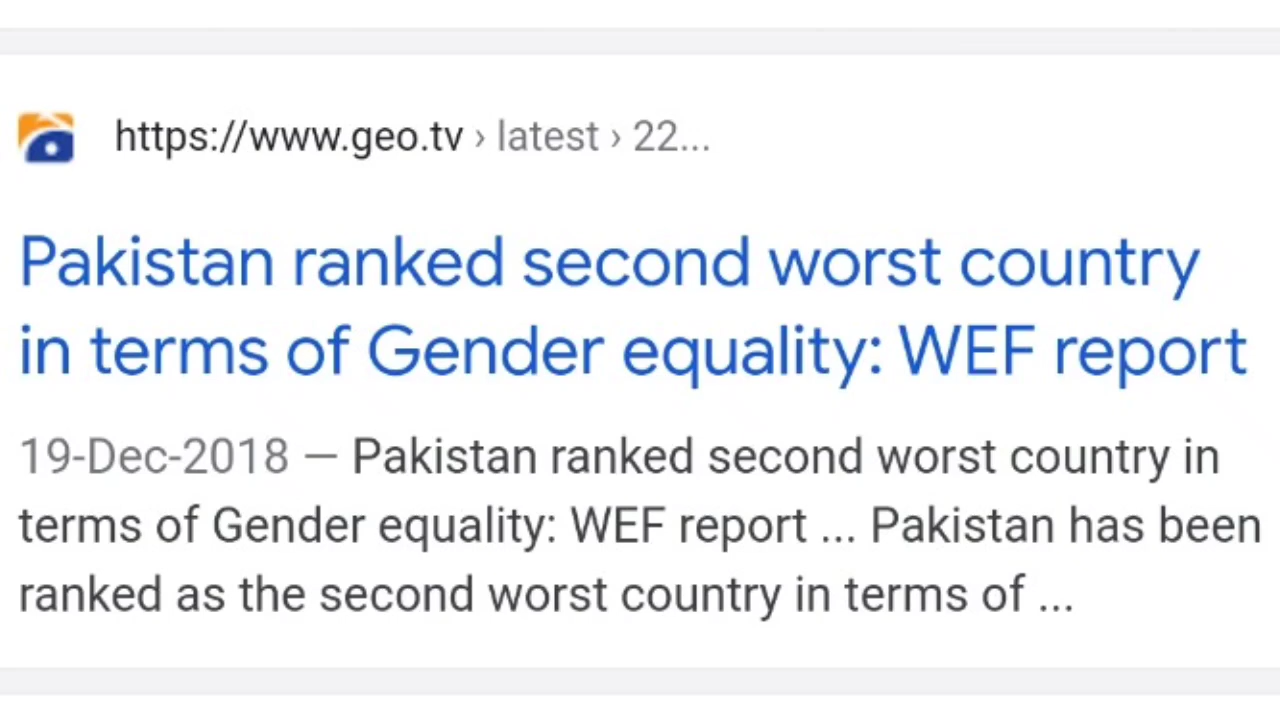 https://www.geo.tv › latest › 22...
Pakistan ranked second worst country
in terms of Gender equality: WEF report
19-Dec-2018 — Pakistan ranked second worst country in
terms of Gender equality: WEF report ... Pakistan has been
ranked as the second worst country in terms of ...